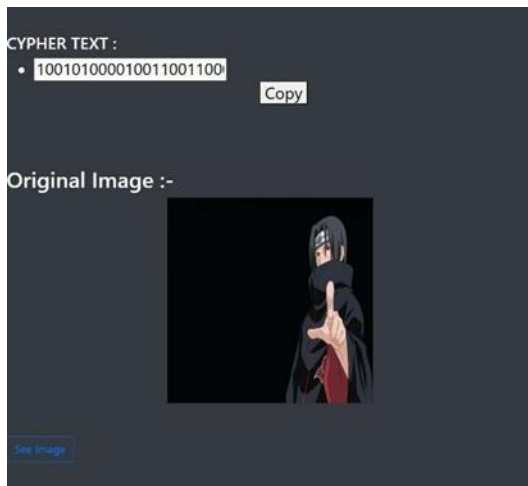 CYPHER TEXT :
100101000010011001100
Copy
Original Image :-
See Image